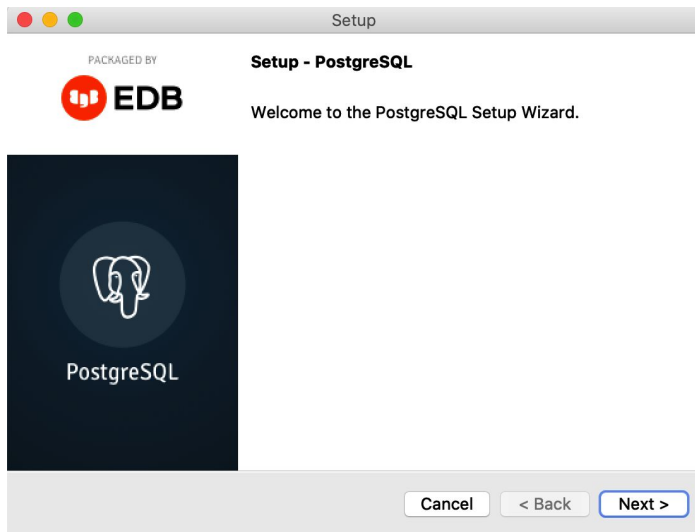 Setup
PACKAGED BY
EDB
Setup - PostgreSQL
Welcome to the PostgreSQL Setup Wizard.
PostgreSQL
Cancel
< Back
Next >